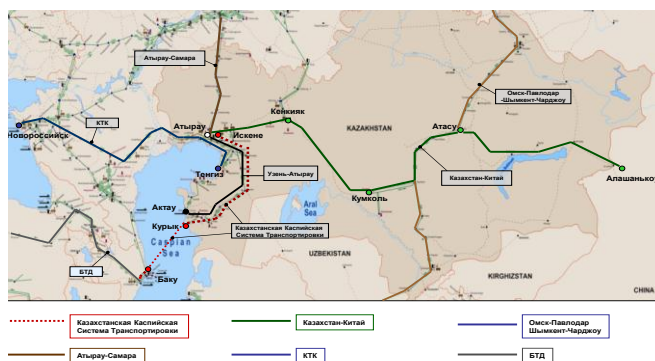 Атырау-Самара
Омск-Павлодар
-Шымкент-Чарджоу
Кенкияк
Новороссийск
КТК
Атырау
Искене
KAZAKHSTAN
Атасу
Тенгиз
Узень-Атырау
Казахстан-Китай
Алашанькоу
Актау
Кумколь
Aral
Sea
Курык
Казахстанская Каспийская
Система Транспортировки
Caspian
Sea
UZBEKISTAN
БТД
Баку
KIRGHIZSTAN
CHINA
Казахстанская Каспийская
Система Транспортировки
Казахстан-Китай
Омск-Павлодар
Шымкент-Чарджоу
Атырау-Самара
КТК
БТД